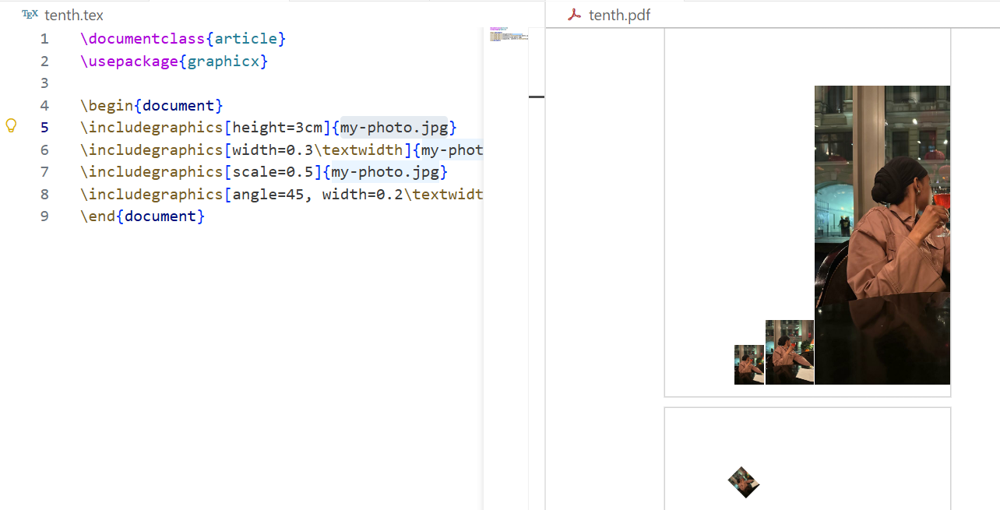 TEX tenth.tex
tenth.pdf
1 \documentclass{article}
2 \usepackage{graphicx}
3
4 \begin{document}
5 \includegraphics[height=3cm]{my-photo.jpg}
6 \includegraphics[width=0.3\textwidth]{my-phot
7 \includegraphics[scale=0.5]{my-photo.jpg}
8 \includegraphics[angle=45, width=0.2\textwidt
9 \end{document}